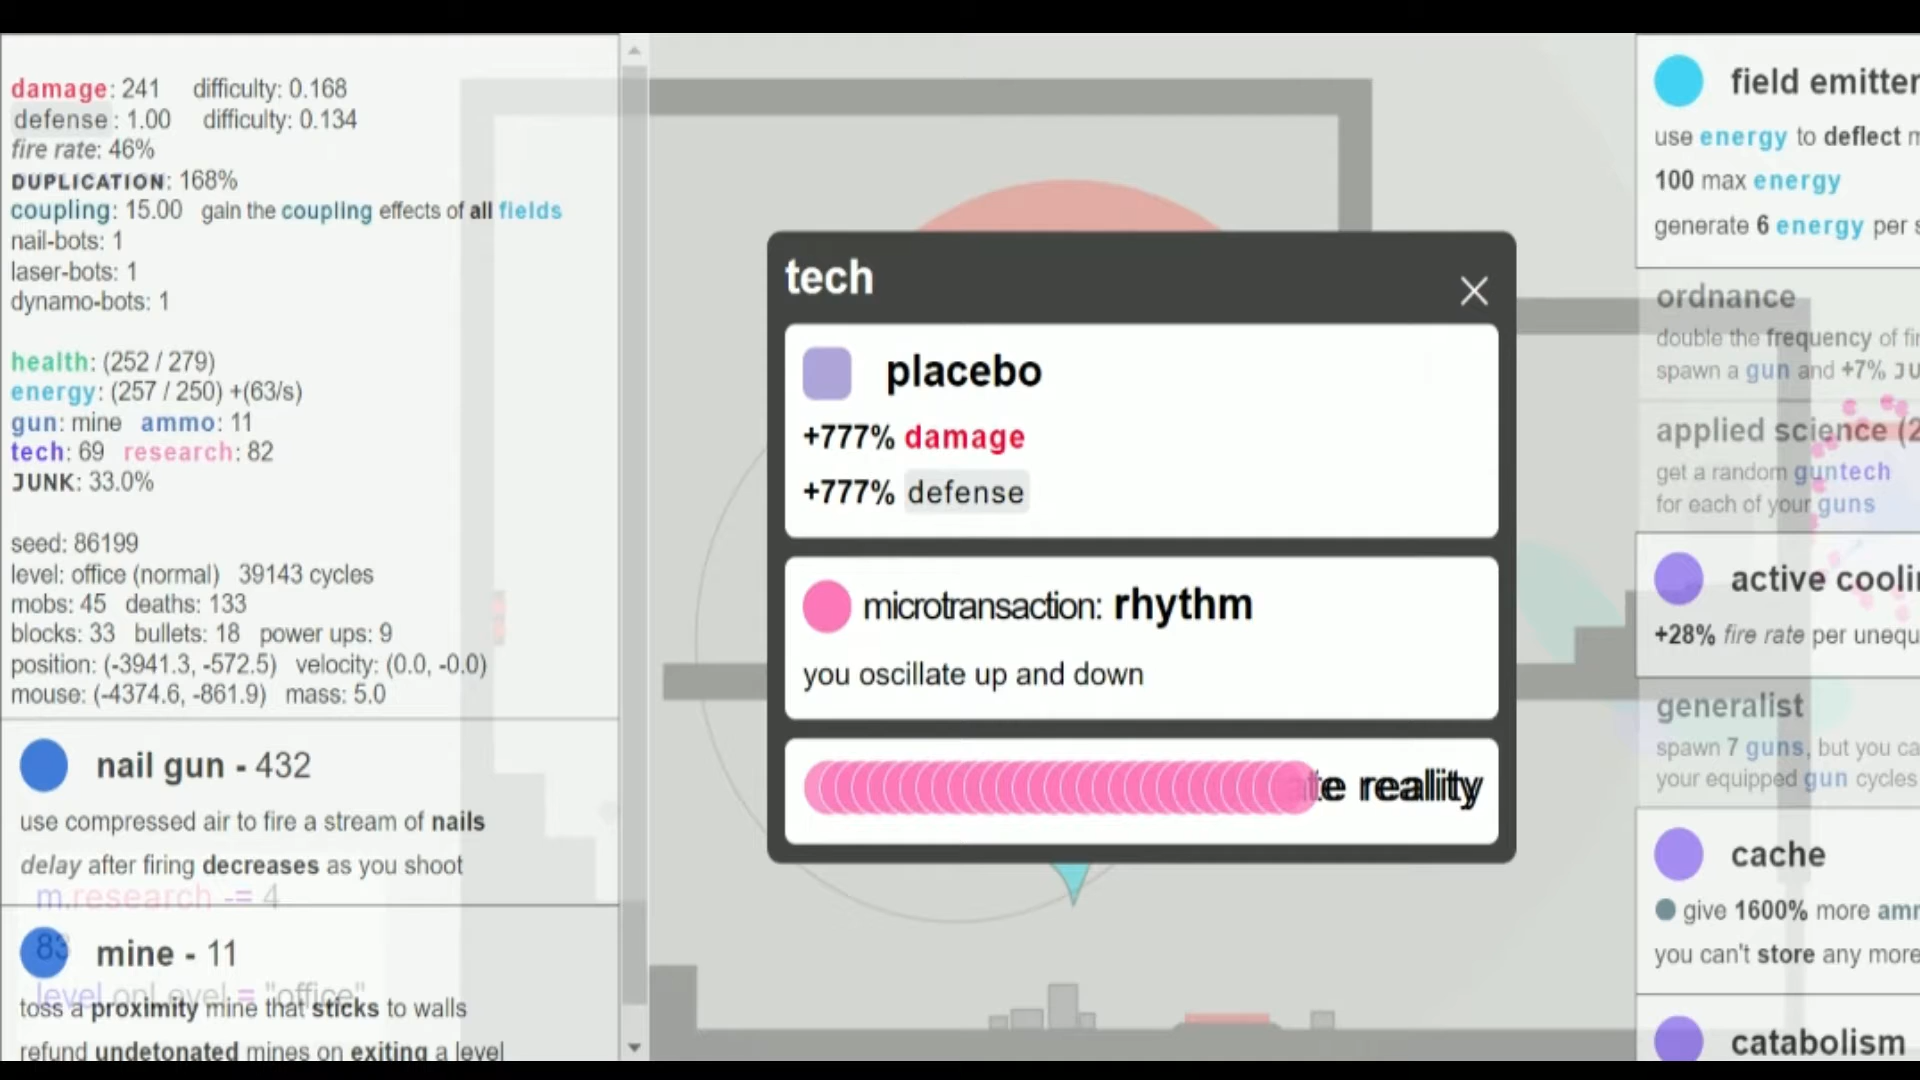 damage: 241 difficulty: 0.168
defense: 1.00 difficulty: 0.134
fire rate: 46%
DUPLICATION: 168%
coupling: 15.00 gain the coupling effects of all fields
nail-bots: 1
laser-bots: 1
dynamo-bots: 1
health: (252 / 279)
energy: (257 / 250) +(63/s)
gun: mine ammo: 11
tech: 69 research: 82
JUNK: 33.0%
seed: 86199
level: office (normal) 39143 cycles
mobs: 45 deaths: 133
blocks: 33 bullets: 18 power ups: 9
position: (-3941.3, -572.5) velocity: (0.0, -0.0)
mouse: (-4374.6, -861.9) mass: 5.0
nail gun - 432
use compressed air to fire a stream of nails
delay after firing decreases as you shoot
m.research -= 4
83
mine - 11
level.onLevel = "office"
toss a proximity mine that sticks to walls
refund undetonated mines on exiting a level
tech
placebo
+777% damage
+777% defense
microtransaction: rhythm
you oscillate up and down
reality
field emitter
use energy to deflect
100 max energy
generate 6 energy per
ordnance
double the frequency of
spawn a gun and +7%
applied science
get a random guntech
for each of your guns
active
+28% fire rate per
generalist
spawn 7 guns, but you
your equipped gun cycles
cache
give 1600% more
you can't store any more
catabolism